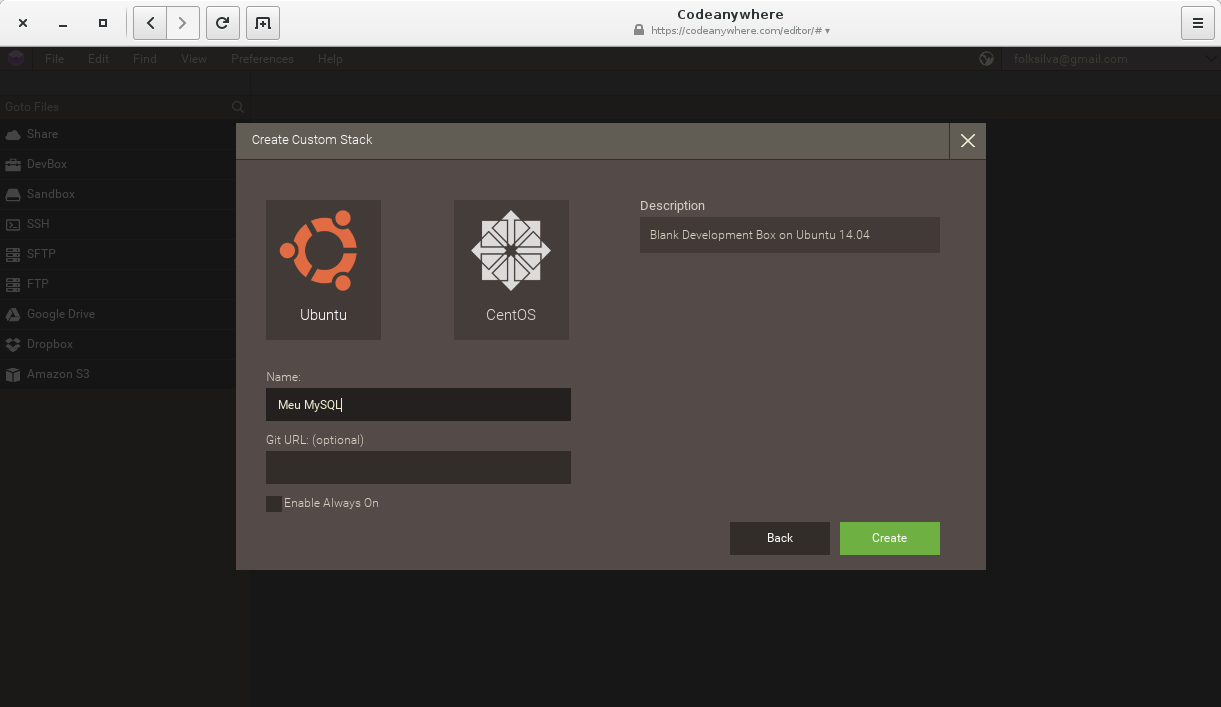 Codeanywhere
https://codeanywhere.com/editor/#
File Edit Find View Preferences Help folksilva@gmail.com
Goto Files
Share
DevBox
Sandbox
SSH
SFTP
FTP
Google Drive
Dropbox
Amazon S3
Create Custom Stack
Ubuntu
CentOS
Description
Blank Development Box on Ubuntu 14.04
Name:
Meu MySQL
Git URL: (optional)
Enable Always On
Back
Create